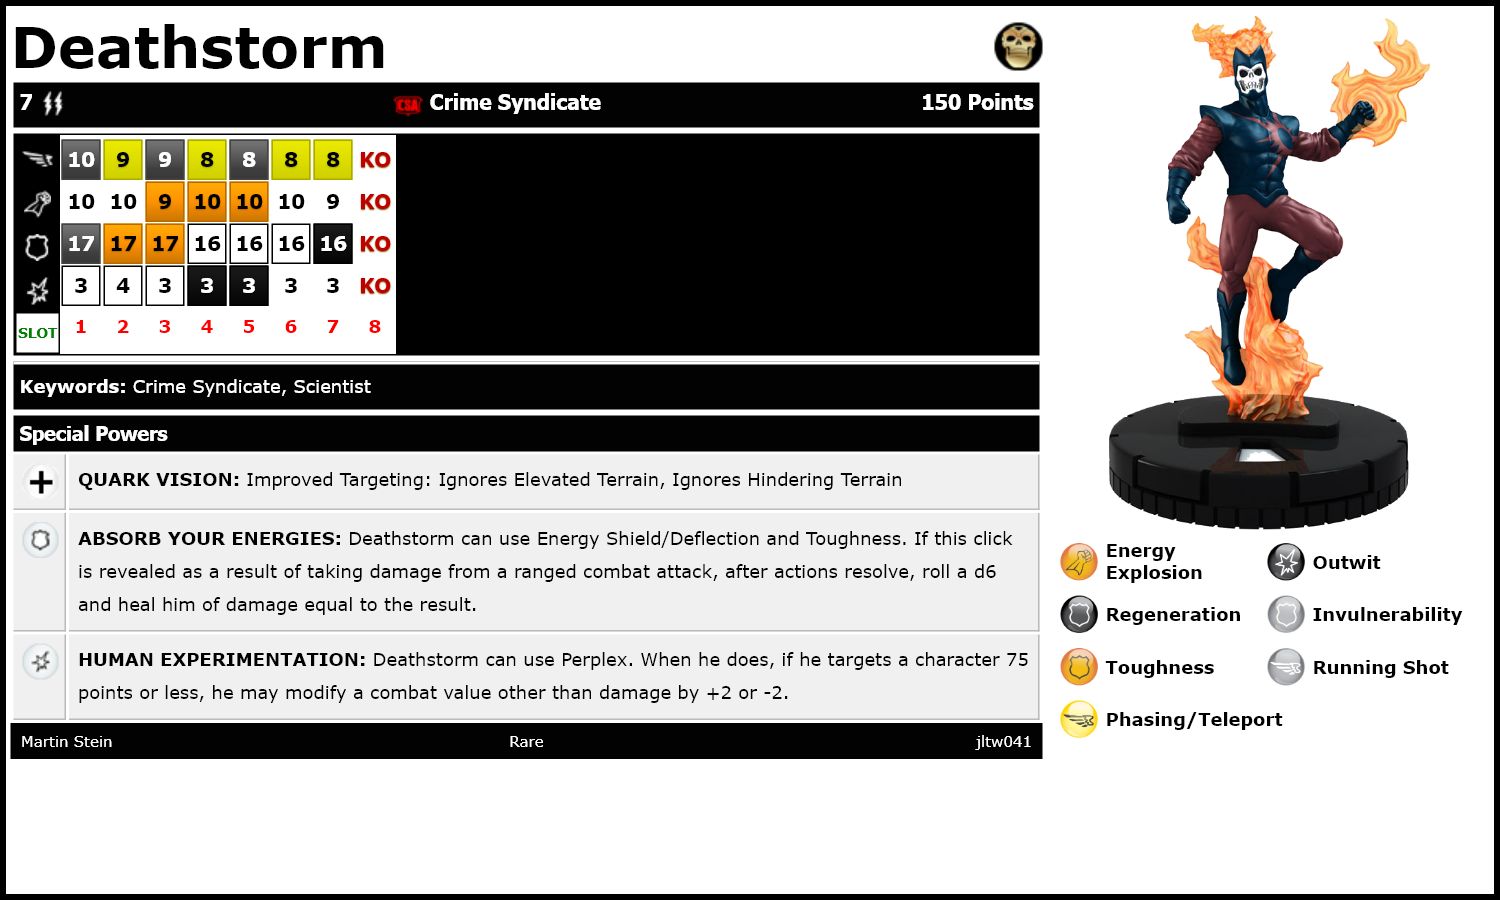 Deathstorm
7 CSA Crime Syndicate 150 Points
10 9 9 8 8 8 8 KO
10 10 9 10 10 10 9 KO
17 17 17 16 16 16 16 KO
3 4 3 3 3 3 3 KO
SLOT 1 2 3 4 5 6 7 8
Keywords: Crime Syndicate, Scientist
Special Powers
QUARK VISION: Improved Targeting: Ignores Elevated Terrain, Ignores Hindering Terrain
ABSORB YOUR ENERGIES: Deathstorm can use Energy Shield/Deflection and Toughness. If this click
is revealed as a result of taking damage from a ranged combat attack, after actions resolve, roll a d6
and heal him of damage equal to the result.
HUMAN EXPERIMENTATION: Deathstorm can use Perplex. When he does, if he targets a character 75
points or less, he may modify a combat value other than damage by +2 or -2.
Martin Stein Rare jltw041
Energy
Explosion
Outwit
Regeneration
Invulnerability
Toughness
Running Shot
Phasing/Teleport